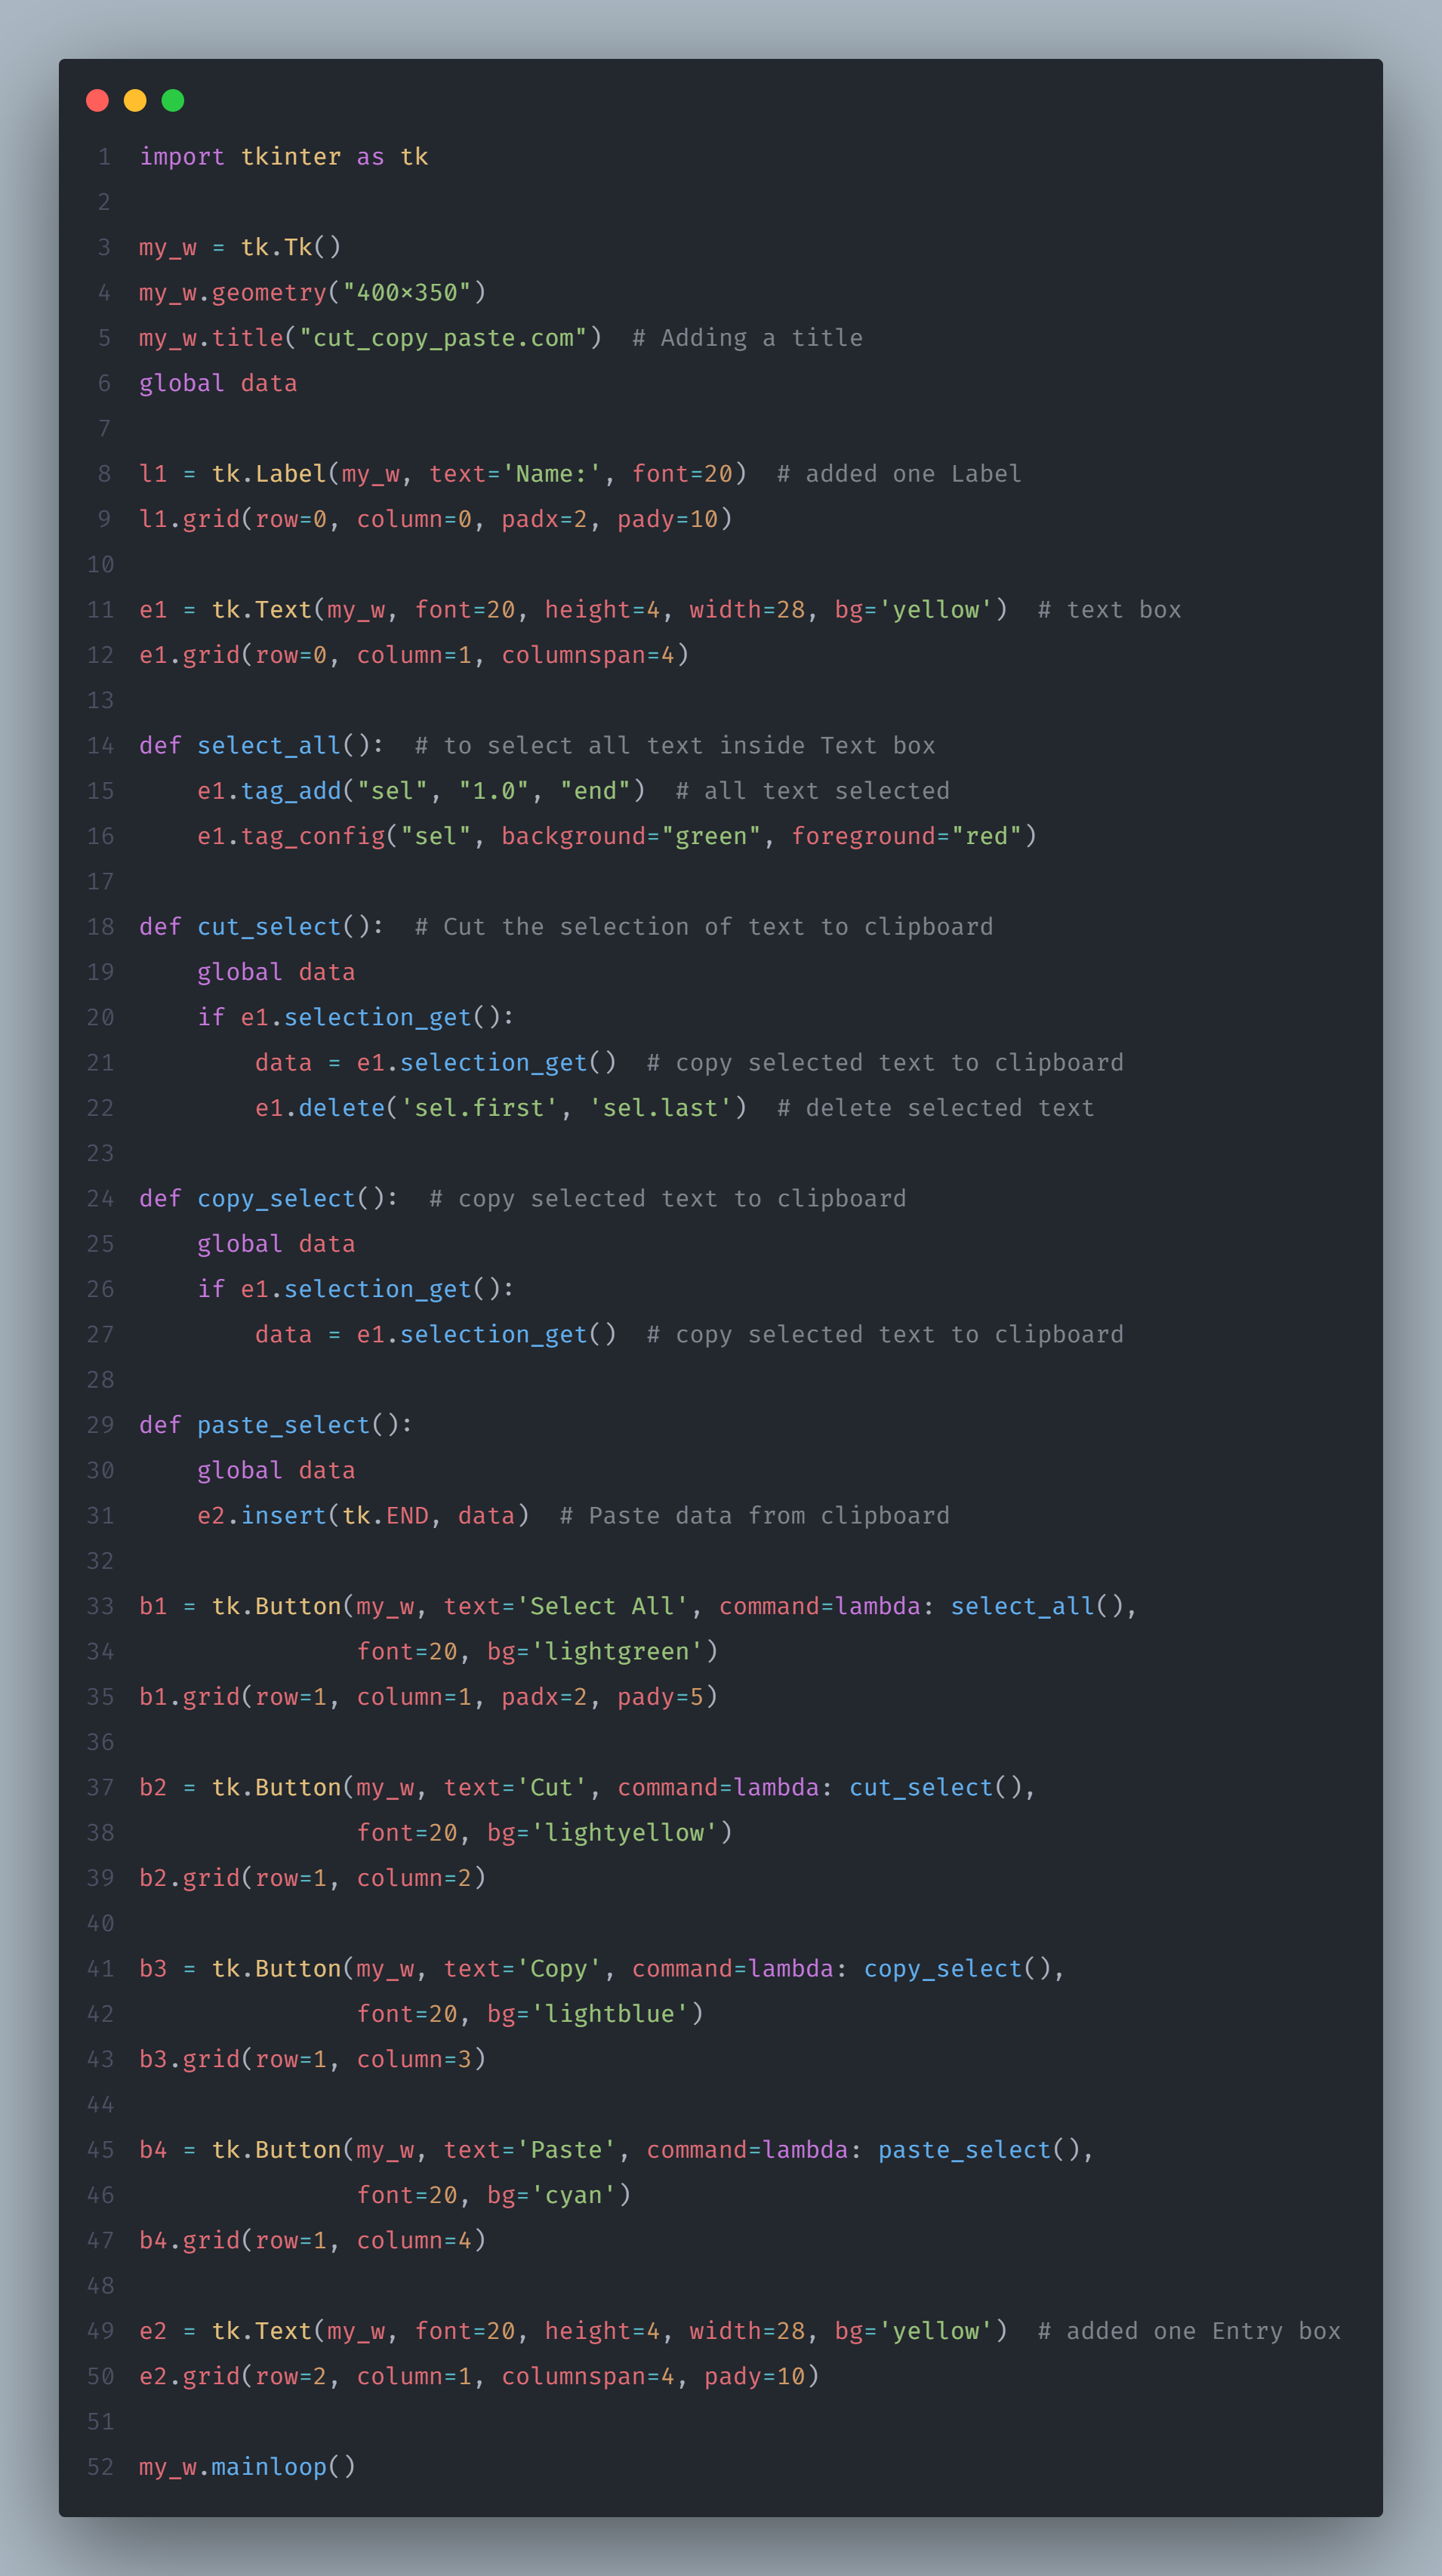 1 import tkinter as tk
2
3 my_w = tk.Tk()
4 my_w.geometry("400×350")
5 my_w.title("cut_copy_paste.com")  # Adding a title
6 global data
7
8 l1 = tk.Label(my_w, text='Name:', font=20)  # added one Label
9 l1.grid(row=0, column=0, padx=2, pady=10)
10
11 e1 = tk.Text(my_w, font=20, height=4, width=28, bg='yellow')  # text box
12 e1.grid(row=0, column=1, columnspan=4)
13
14 def select_all():  # to select all text inside Text box
15     e1.tag_add("sel", "1.0", "end")  # all text selected
16     e1.tag_config("sel", background="green", foreground="red")
17
18 def cut_select():  # Cut the selection of text to clipboard
19     global data
20     if e1.selection_get():
21         data = e1.selection_get()  # copy selected text to clipboard
22         e1.delete('sel.first', 'sel.last')  # delete selected text
23
24 def copy_select():  # copy selected text to clipboard
25     global data
26     if e1.selection_get():
27         data = e1.selection_get()  # copy selected text to clipboard
28
29 def paste_select():
30     global data
31     e2.insert(tk.END, data)  # Paste data from clipboard
32
33 b1 = tk.Button(my_w, text='Select All', command=lambda: select_all(),
34                font=20, bg='lightgreen')
35 b1.grid(row=1, column=1, padx=2, pady=5)
36
37 b2 = tk.Button(my_w, text='Cut', command=lambda: cut_select(),
38                font=20, bg='lightyellow')
39 b2.grid(row=1, column=2)
40
41 b3 = tk.Button(my_w, text='Copy', command=lambda: copy_select(),
42                font=20, bg='lightblue')
43 b3.grid(row=1, column=3)
44
45 b4 = tk.Button(my_w, text='Paste', command=lambda: paste_select(),
46                font=20, bg='cyan')
47 b4.grid(row=1, column=4)
48
49 e2 = tk.Text(my_w, font=20, height=4, width=28, bg='yellow')  # added one Entry box
50 e2.grid(row=2, column=1, columnspan=4, pady=10)
51
52 my_w.mainloop()